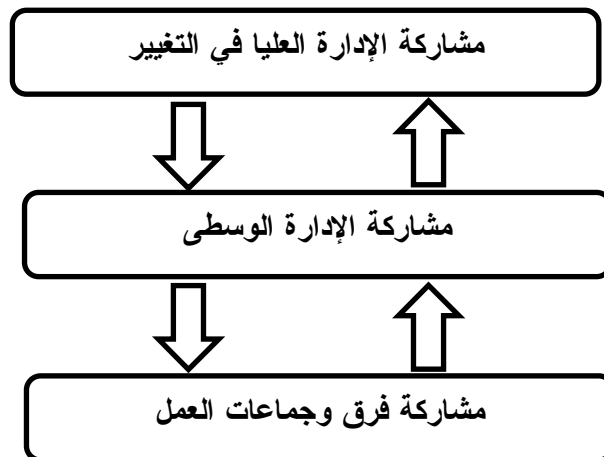 مشاركة الإدارة العليا في التغيير
مشاركة الإدارة الوسطى
مشاركة فرق وجماعات العمل